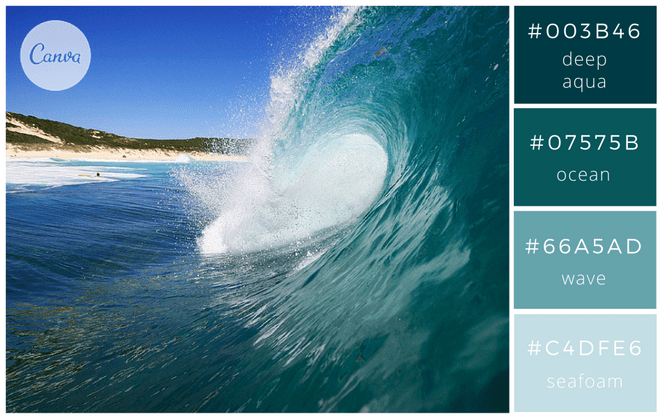 Canva
#003B46
deep
aqua
#07575B
ocean
#66A5AD
wave
#C4DFE6
seafoam